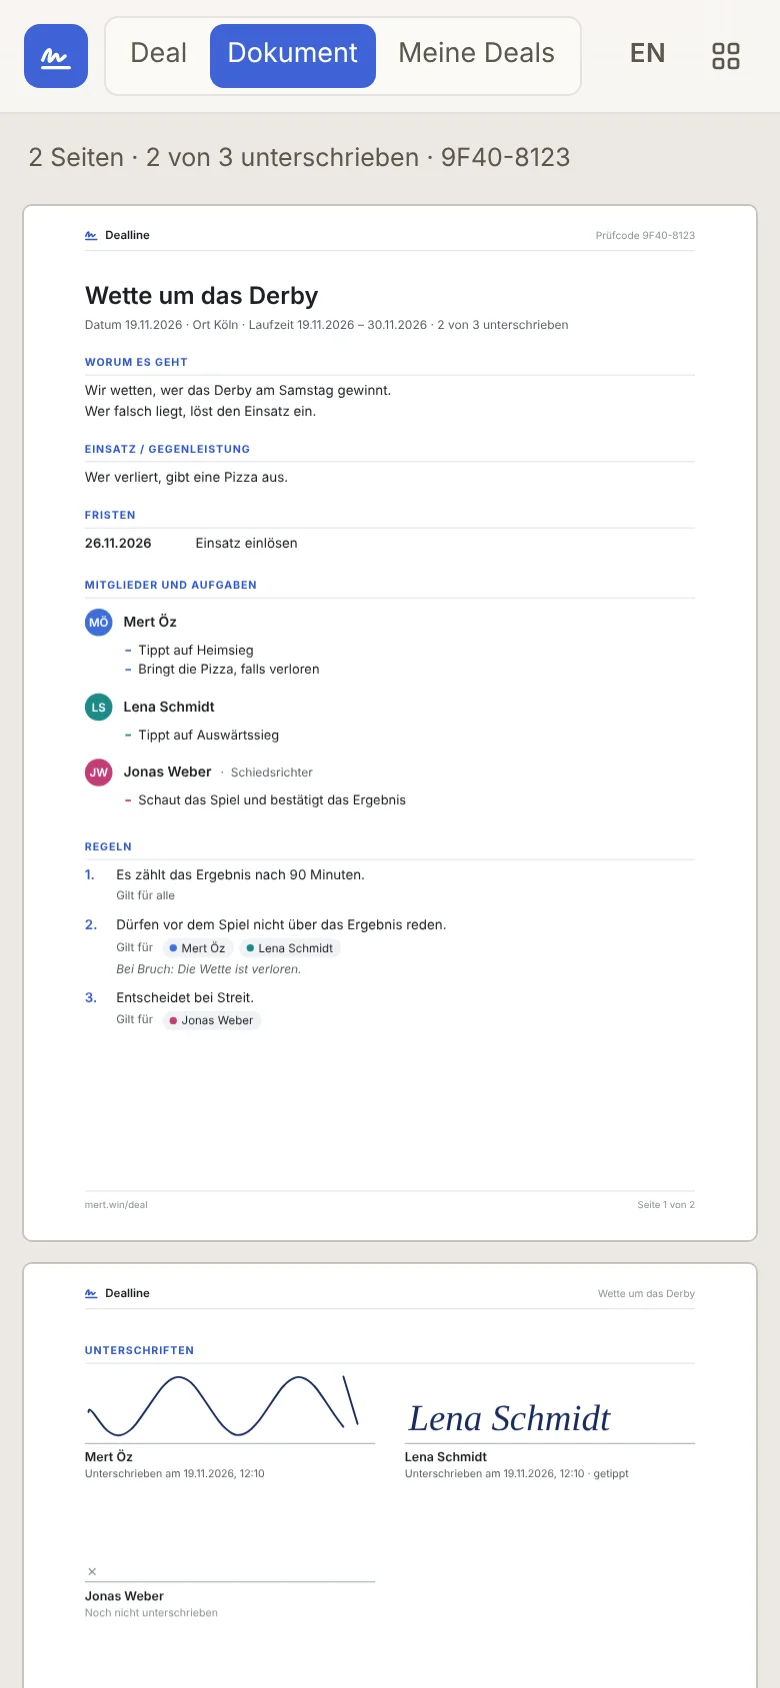 Deal Dokument Meine Deals EN
2 Seiten · 2 von 3 unterschrieben · 9F40-8123
Dealline Prüfcode 9F40-8123
Wette um das Derby
Datum 19.11.2026 · Ort Köln · Laufzeit 19.11.2026 – 30.11.2026 · 2 von 3 unterschrieben
WORUM ES GEHT
Wir wetten, wer das Derby am Samstag gewinnt.
Wer falsch liegt, löst den Einsatz ein.
EINSATZ / GEGENLEISTUNG
Wer verliert, gibt eine Pizza aus.
FRISTEN
26.11.2026 Einsatz einlösen
MITGLIEDER UND AUFGABEN
MÖ Mert Öz
– Tippt auf Heimsieg
– Bringt die Pizza, falls verloren
LS Lena Schmidt
– Tippt auf Auswärtssieg
JW Jonas Weber · Schiedsrichter
– Schaut das Spiel und bestätigt das Ergebnis
REGELN
1. Es zählt das Ergebnis nach 90 Minuten.
Gilt für alle
2. Dürfen vor dem Spiel nicht über das Ergebnis reden.
Gilt für Mert Öz Lena Schmidt
Bei Bruch: Die Wette ist verloren.
3. Entscheidet bei Streit.
Gilt für Jonas Weber
mert.win/deal Seite 1 von 2
Dealline Wette um das Derby
UNTERSCHRIFTEN
Lena Schmidt
Mert Öz Lena Schmidt
Unterschrieben am 19.11.2026, 12:10 Unterschrieben am 19.11.2026, 12:10 · getippt
×
Jonas Weber
Noch nicht unterschrieben